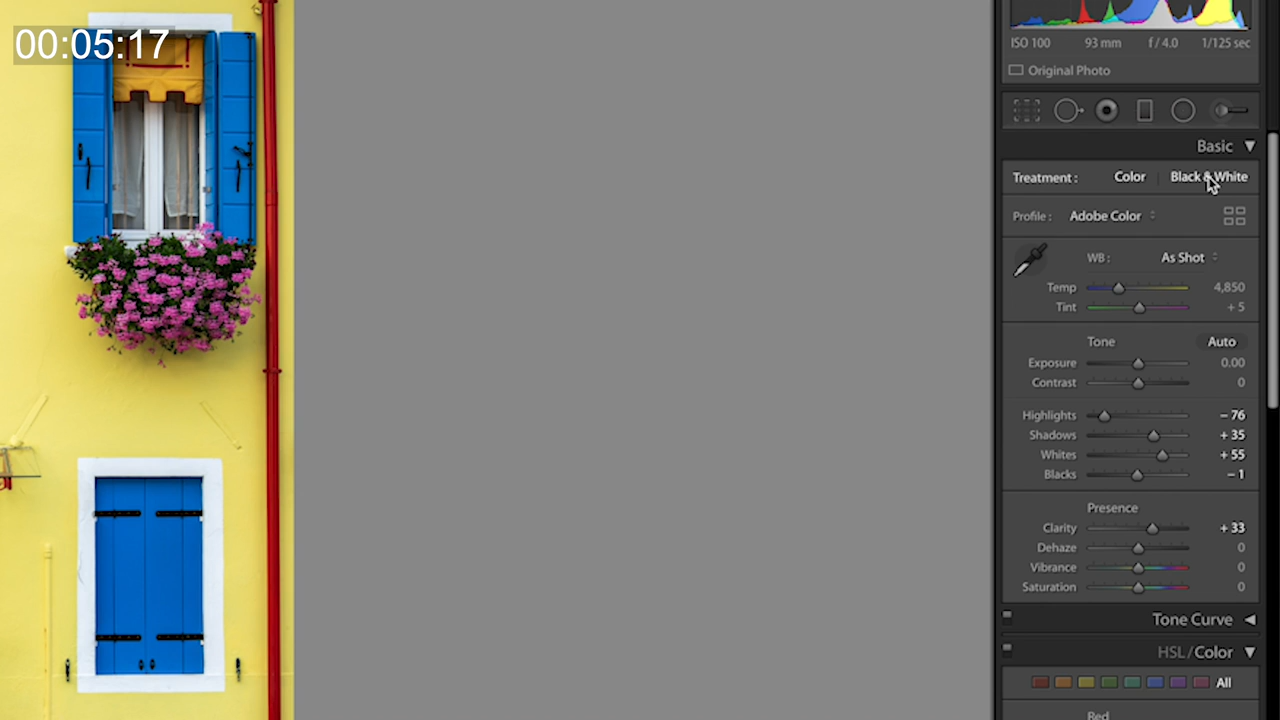 00:05:17
ISO 100 93 mm f / 4.0 1/125 sec
Original Photo
Basic
Treatment : Color Black & White
Profile : Adobe Color
WB : As Shot
Temp 4,850
Tint + 5
Tone Auto
Exposure 0.00
Contrast 0
Highlights − 76
Shadows + 35
Whites + 55
Blacks − 1
Presence
Clarity + 33
Dehaze 0
Vibrance 0
Saturation 0
Tone Curve
HSL / Color
All
Red